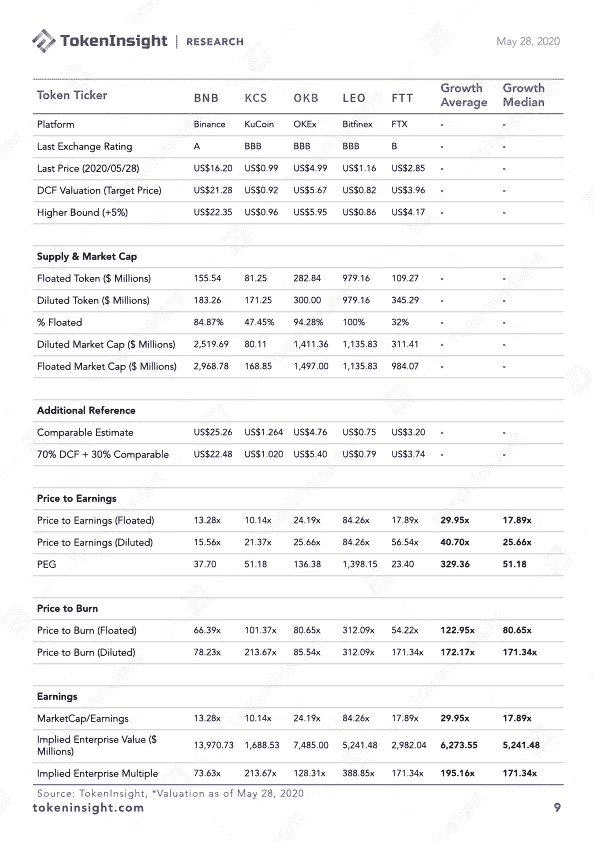 TokenInsight | RESEARCH May 28, 2020
Token Ticker BNB KCS OKB LEO FTT Growth Average Growth Median
Platform Binance KuCoin OKEx Bitfinex FTX - -
Last Exchange Rating A BBB BBB BBB B - -
Last Price (2020/05/28) US$16.20 US$0.99 US$4.99 US$1.16 US$2.85 - -
DCF Valuation (Target Price) US$21.28 US$0.92 US$5.67 US$0.82 US$3.96 - -
Higher Bound (+5%) US$22.35 US$0.96 US$5.95 US$0.86 US$4.17 - -
Supply & Market Cap
Floated Token ($ Millions) 155.54 81.25 282.84 979.16 109.27 - -
Diluted Token ($ Millions) 183.26 171.25 300.00 979.16 345.29 - -
% Floated 84.87% 47.45% 94.28% 100% 32% - -
Diluted Market Cap ($ Millions) 2,519.69 80.11 1,411.36 1,135.83 311.41 - -
Floated Market Cap ($ Millions) 2,968.78 168.85 1,497.00 1,135.83 984.07 - -
Additional Reference
Comparable Estimate US$25.26 US$1.264 US$4.76 US$0.75 US$3.20 - -
70% DCF + 30% Comparable US$22.48 US$1.020 US$5.40 US$0.79 US$3.74 - -
Price to Earnings
Price to Earnings (Floated) 13.28x 10.14x 24.19x 84.26x 17.89x 29.95x 17.89x
Price to Earnings (Diluted) 15.56x 21.37x 25.66x 84.26x 56.54x 40.70x 25.66x
PEG 37.70 51.18 136.38 1,398.15 23.40 329.36 51.18
Price to Burn
Price to Burn (Floated) 66.39x 101.37x 80.65x 312.09x 54.22x 122.95x 80.65x
Price to Burn (Diluted) 78.23x 213.67x 85.54x 312.09x 171.34x 172.17x 171.34x
Earnings
MarketCap/Earnings 13.28x 10.14x 24.19x 84.26x 17.89x 29.95x 17.89x
Implied Enterprise Value ($ Millions) 13,970.73 1,688.53 7,485.00 5,241.48 2,982.04 6,273.55 5,241.48
Implied Enterprise Multiple 73.63x 213.67x 128.31x 388.85x 171.34x 195.16x 171.34x
Source: TokenInsight, *Valuation as of May 28, 2020
tokeninsight.com 9